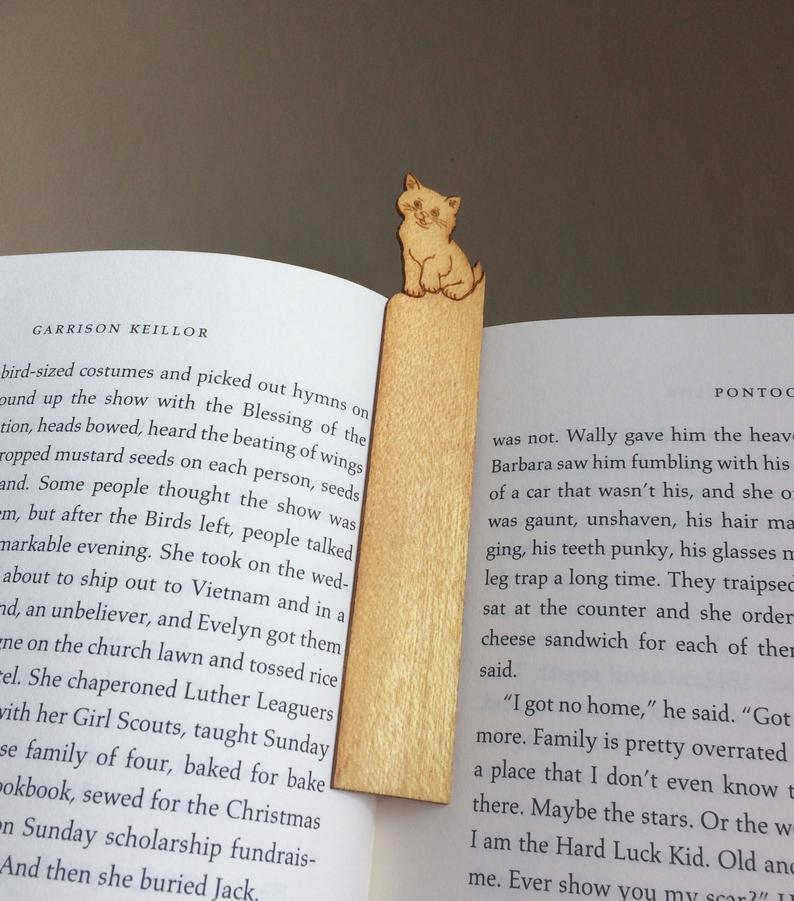 GARRISON KEILLOR
bird-sized costumes and picked out hymns on
ound up the show with the Blessing of the
tion, heads bowed, heard the beating of wings
ropped mustard seeds on each person, seeds
and. Some people thought the show was
em, but after the Birds left, people talked
markable evening. She took on the wed-
about to ship out to Vietnam and in a
nd, an unbeliever, and Evelyn got them
gne on the church lawn and tossed rice
tel. She chaperoned Luther Leaguers
with her Girl Scouts, taught Sunday
se family of four, baked for bake
ookbook, sewed for the Christmas
on Sunday scholarship fundrais-
And then she buried Jack.
PONTOO
was not. Wally gave him the heav
Barbara saw him fumbling with his
of a car that wasn't his, and she o
was gaunt, unshaven, his hair ma
ging, his teeth punky, his glasses m
leg trap a long time. They traipsed
sat at the counter and she order
cheese sandwich for each of then
said.
"I got no home," he said. "Got
more. Family is pretty overrated
a place that I don't even know t
there. Maybe the stars. Or the w
I am the Hard Luck Kid. Old and
me. Ever show you my scar?"